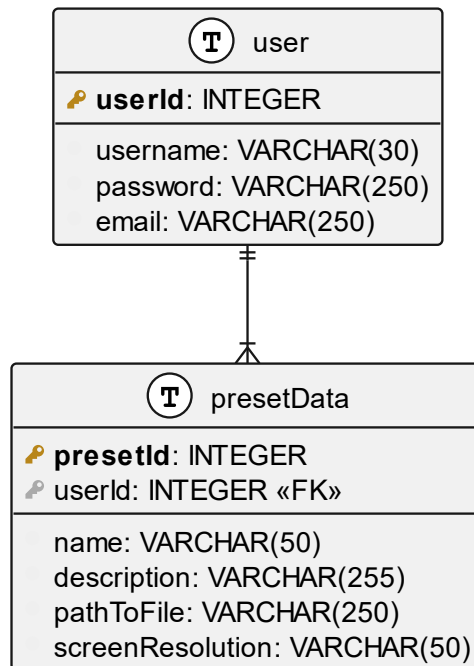 T user
userId: INTEGER
username: VARCHAR(30)
password: VARCHAR(250)
email: VARCHAR(250)
T presetData
presetId: INTEGER
userId: INTEGER «FK»
name: VARCHAR(50)
description: VARCHAR(255)
pathToFile: VARCHAR(250)
screenResolution: VARCHAR(50)